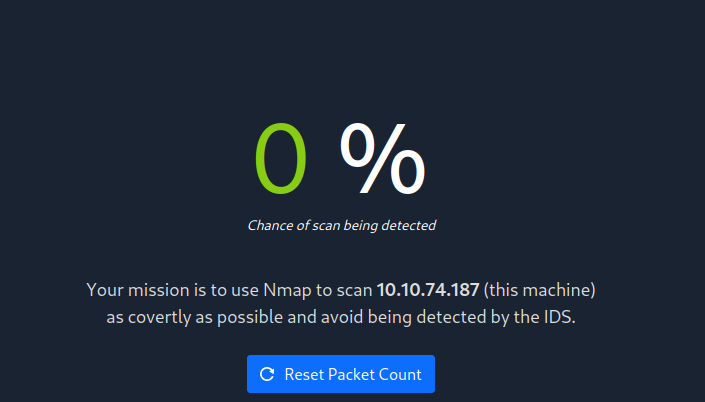 0 %
Chance of scan being detected
Your mission is to use Nmap to scan 10.10.74.187 (this machine)
as covertly as possible and avoid being detected by the IDS.
Reset Packet Count